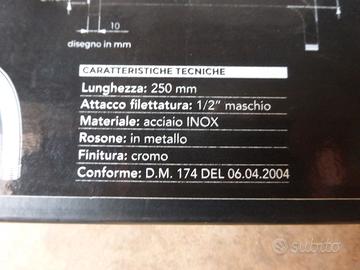 10
disegno in mm
CARATTERISTICHE TECNICHE
Lunghezza: 250 mm
Attacco filettatura: 1/2" maschio
Materiale: acciaio INOX
Rosone: in metallo
Finitura: cromo
Conforme: D.M. 174 DEL 06.04.2004
subito